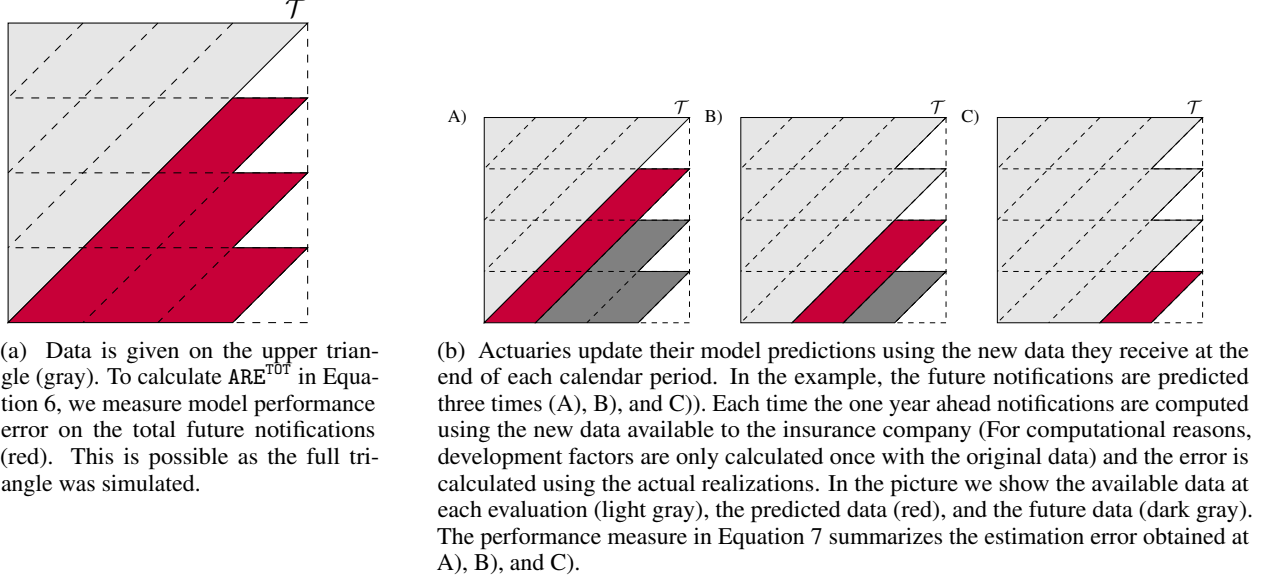 𝒯
A)
𝒯
B)
𝒯
C)
𝒯
(a) Data is given on the upper trian-
gle (gray). To calculate ARE^TOT in Equa-
tion 6, we measure model performance
error on the total future notifications
(red). This is possible as the full tri-
angle was simulated.
(b) Actuaries update their model predictions using the new data they receive at the
end of each calendar period. In the example, the future notifications are predicted
three times (A), B), and C)). Each time the one year ahead notifications are computed
using the new data available to the insurance company (For computational reasons,
development factors are only calculated once with the original data) and the error is
calculated using the actual realizations. In the picture we show the available data at
each evaluation (light gray), the predicted data (red), and the future data (dark gray).
The performance measure in Equation 7 summarizes the estimation error obtained at
A), B), and C).